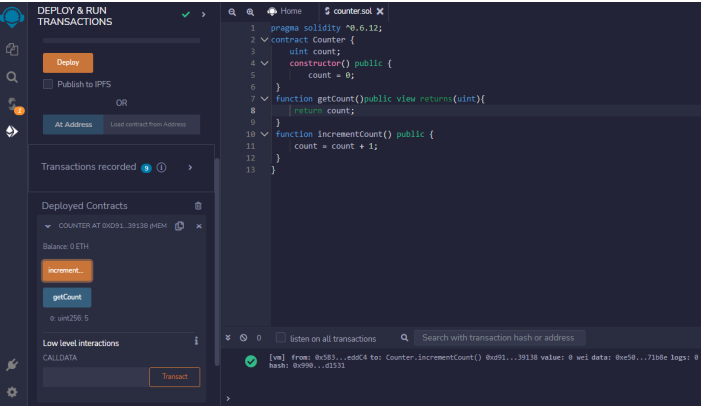 DEPLOY & RUN
TRANSACTIONS
Deploy
Publish to IPFS
OR
At Address
Load contract from Address
Transactions recorded 9 i
Deployed Contracts
COUNTER AT 0XD91...39138 (MEM
Balance: 0 ETH
increment...
getCount
0: uint256: 5
Low level interactions i
CALLDATA
Transact
Home
counter.sol
1 pragma solidity ^0.6.12;
2 contract Counter {
3 uint count;
4 constructor() public {
5 count = 0;
6 }
7 function getCount()public view returns(uint){
8 return count;
9 }
10 function incrementCount() public {
11 count = count + 1;
12 }
13 }
0
listen on all transactions
Search with transaction hash or address
[vm] from: 0x583...eddC4 to: Counter.incrementCount() 0xd91...39138 value: 0 wei data: 0xe50...71b8e logs: 0
hash: 0x990...d1531
>